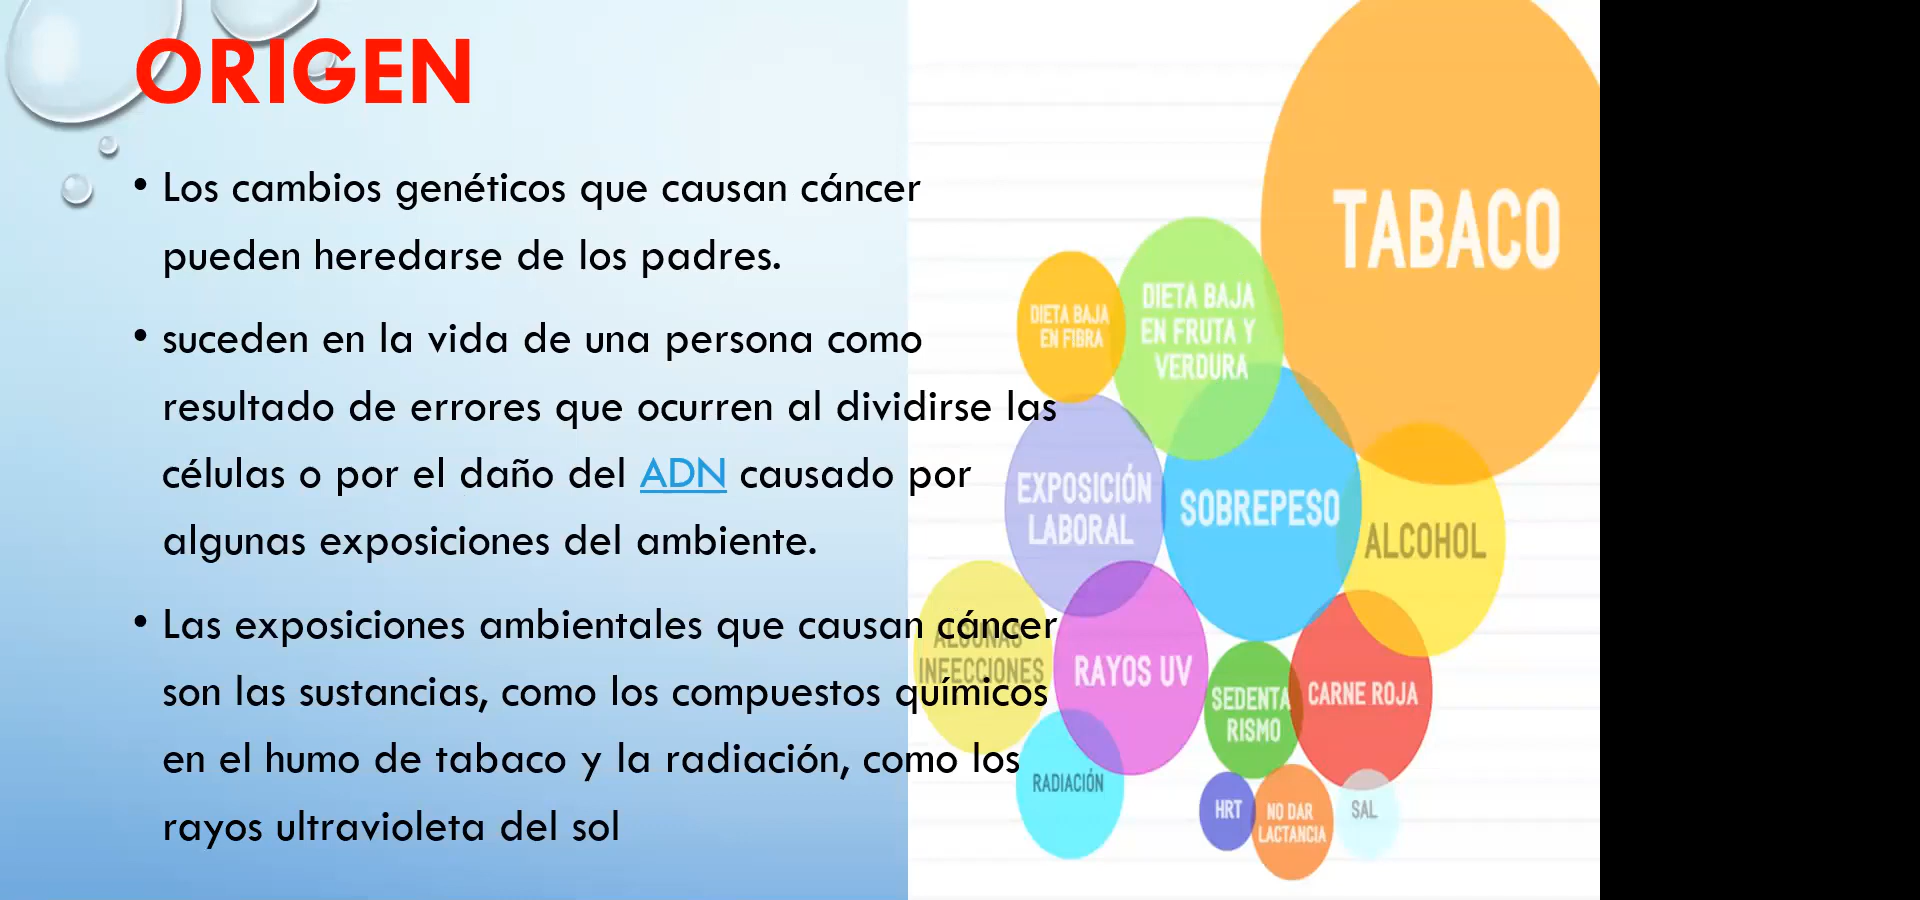 ORIGEN
• Los cambios genéticos que causan cáncer
pueden heredarse de los padres.
• suceden en la vida de una persona como
resultado de errores que ocurren al dividirse las
células o por el daño del ADN causado por
algunas exposiciones del ambiente.
• Las exposiciones ambientales que causan cáncer
son las sustancias, como los compuestos químicos
en el humo de tabaco y la radiación, como los
rayos ultravioleta del sol
TABACO
DIETA BAJA
EN FIBRA
DIETA BAJA
EN FRUTA Y
VERDURA
EXPOSICIÓN
LABORAL
SOBREPESO
ALCOHOL
ALGUNAS
INFECCIONES
RAYOS UV
SEDENTA
RISMO
CARNE ROJA
RADIACIÓN
HRT
NO DAR
LACTANCIA
SAL